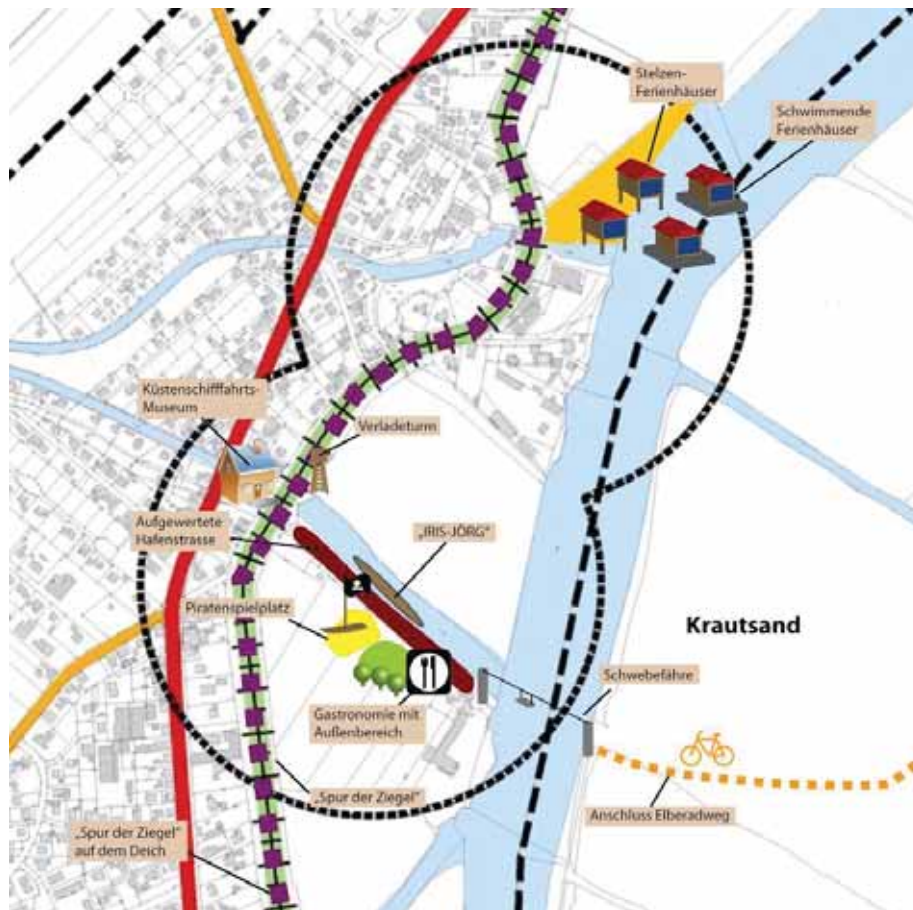 Stelzen-
Ferienhäuser
Schwimmende
Ferienhäuser
Küstenschifffahrts-
Museum
Verladeturm
Aufgewertete
Hafenstrasse
„IRIS-JÖRG“
Piratenspielplatz
Krautsand
Schwebefähre
Gastronomie mit
Außenbereich
„Spur der Ziegel“
Anschluss Elberadweg
„Spur der Ziegel“
auf dem Deich